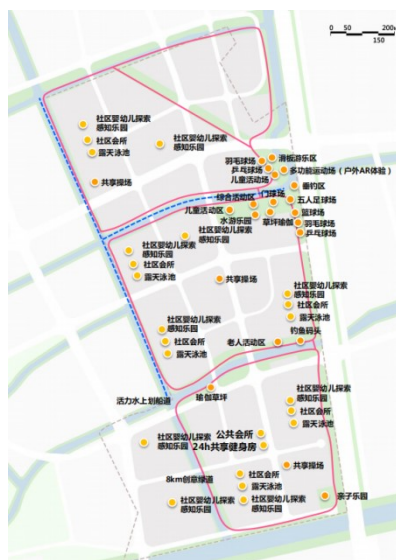 0 50 200m
150
社区婴幼儿探索
感知乐园
社区会所
露天泳池
社区婴幼儿探索
感知乐园
共享操场
羽毛球场
滑板游乐区
乒乓球场
多功能运动场（户外AR体验）
儿童活动场
垂钓区
综合活动区
门球场
五人足球场
儿童活动区
篮球场
水游乐园
草坪瑜伽
羽毛球场
乒乓球场
社区婴幼儿探索
感知乐园
社区会所
露天泳池
社区婴幼儿探索
感知乐园
共享操场
社区婴幼儿探索
感知乐园
社区会所
露天泳池
社区婴幼儿探索
感知乐园
社区会所
露天泳池
钓鱼码头
老人活动区
瑜伽草坪
活力水上划船道
社区婴幼儿探索
感知乐园
社区会所
露天泳池
公共会所
24h共享健身房
社区婴幼儿探索
感知乐园
共享操场
8km创意绿道
社区会所
露天泳池
社区婴幼儿探索
感知乐园
社区婴幼儿探索
感知乐园
亲子乐园